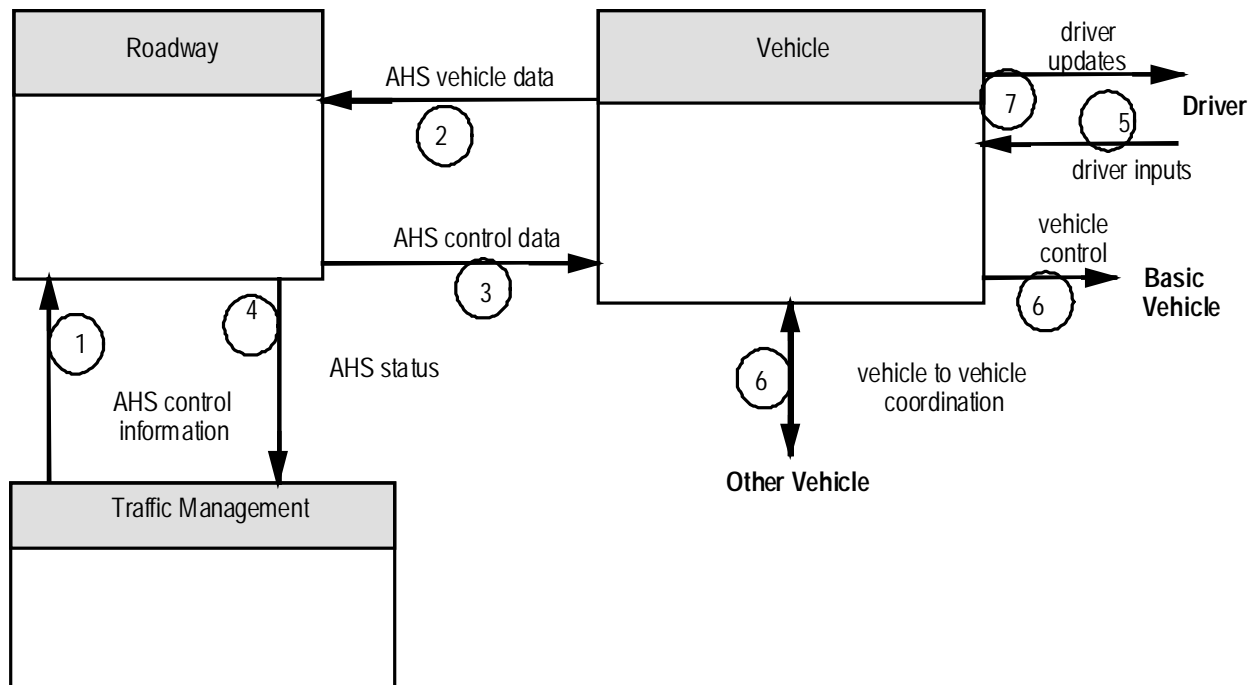 Roadway
Vehicle
driver
updates
AHS vehicle data
7
Driver
2
5
driver inputs
AHS control data
vehicle
control
3
6
Basic
Vehicle
1
4
AHS status
6
vehicle to vehicle
coordination
AHS control
information
Other Vehicle
Traffic Management